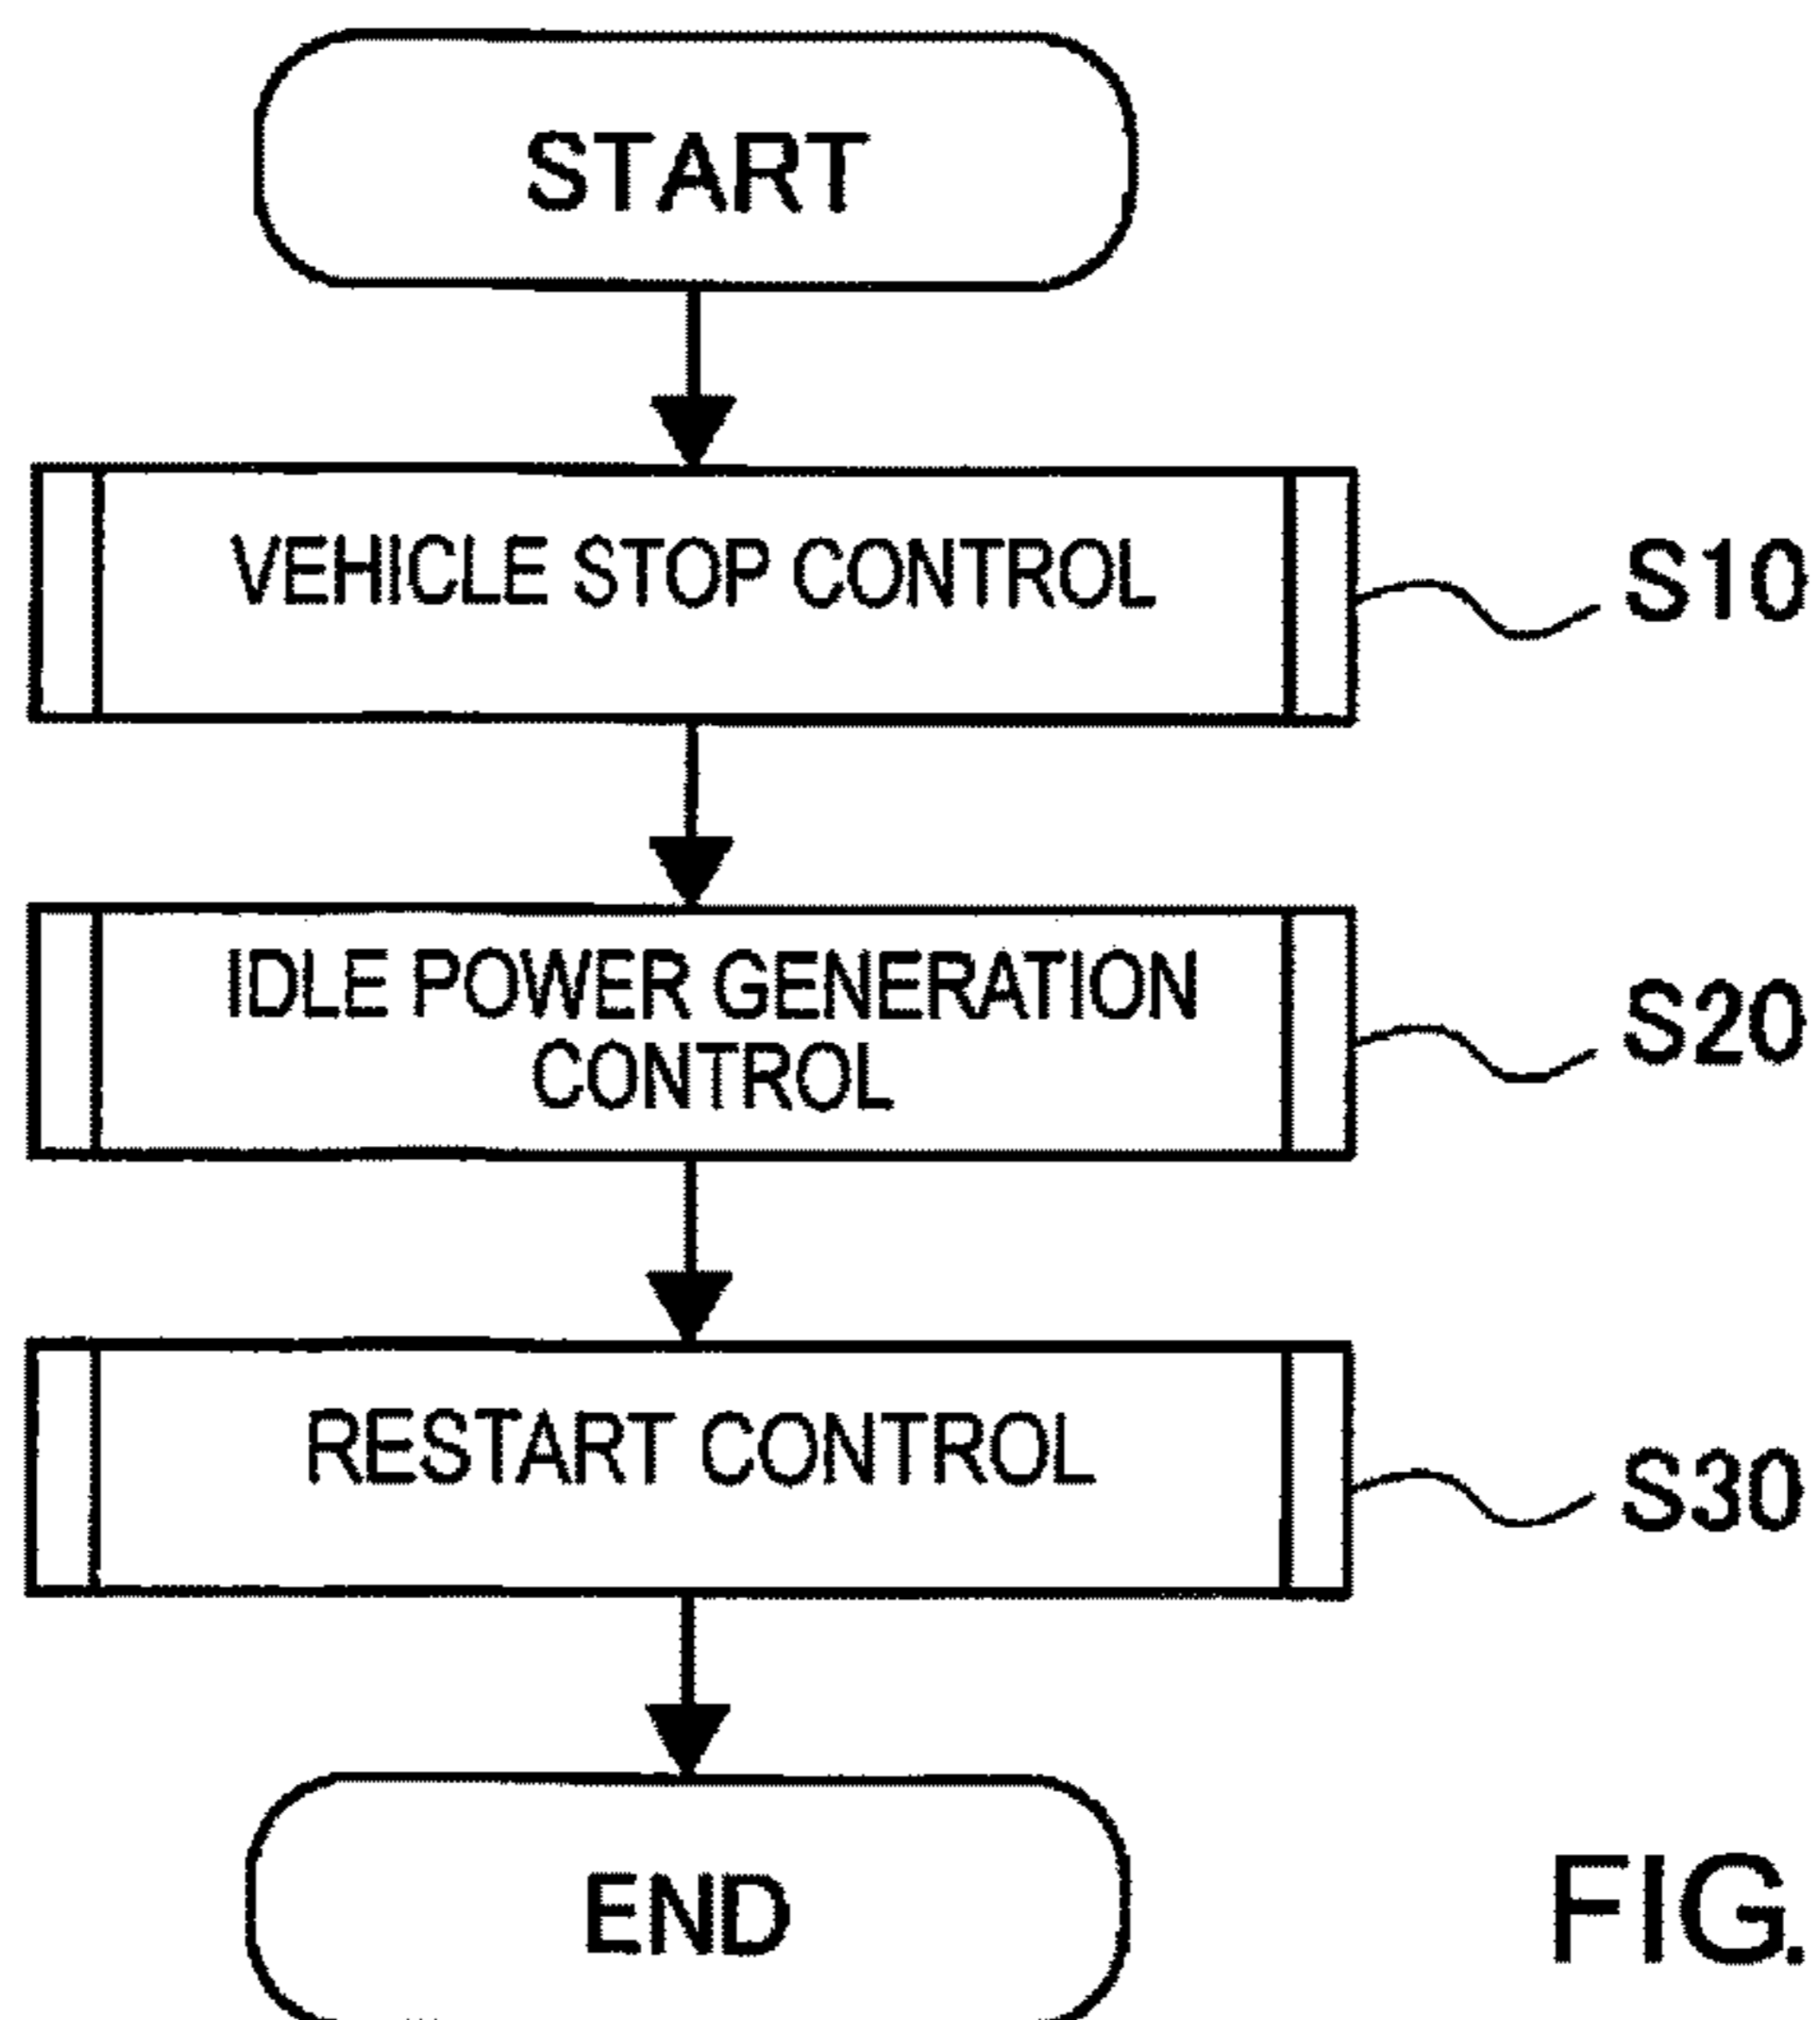 START
VEHICLE STOP CONTROL
S10
IDLE POWER GENERATION
CONTROL
S20
RESTART CONTROL
S30
END
FIG.